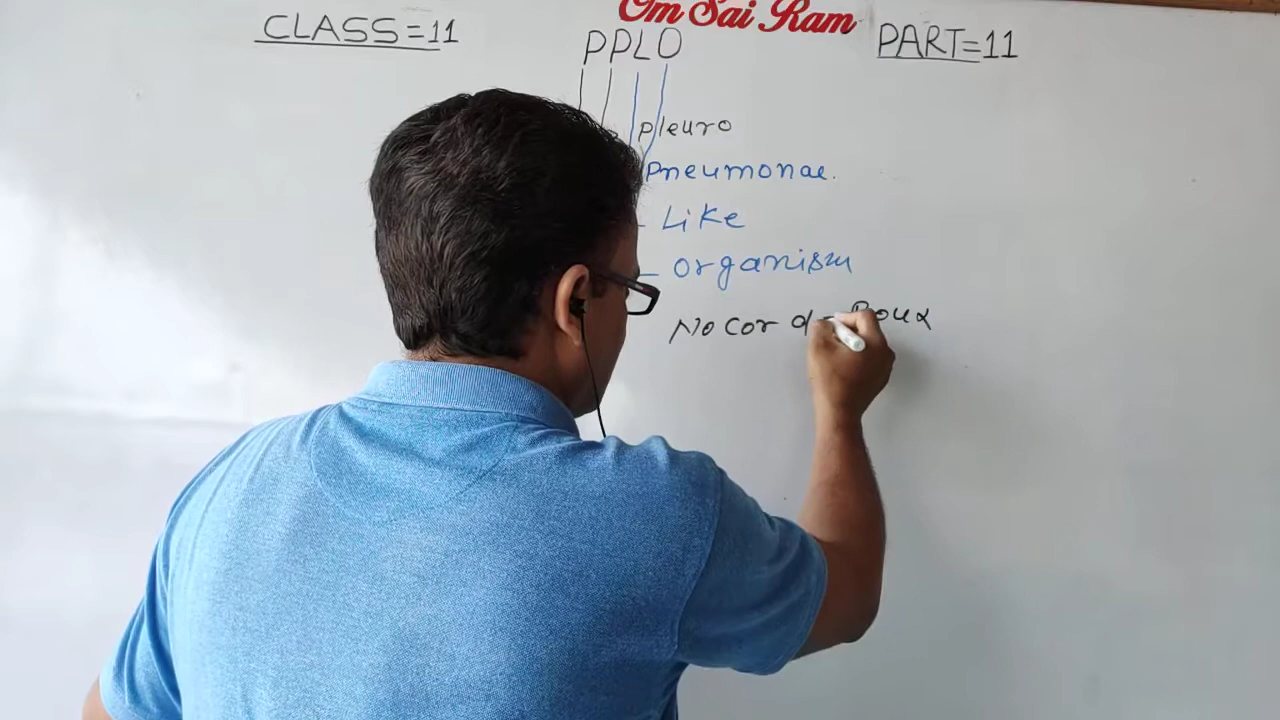 Om Sai Ram
CLASS=11
PPLO
PART=11
pleuro
Pneumonae.
Like
organism
Nocor Roux